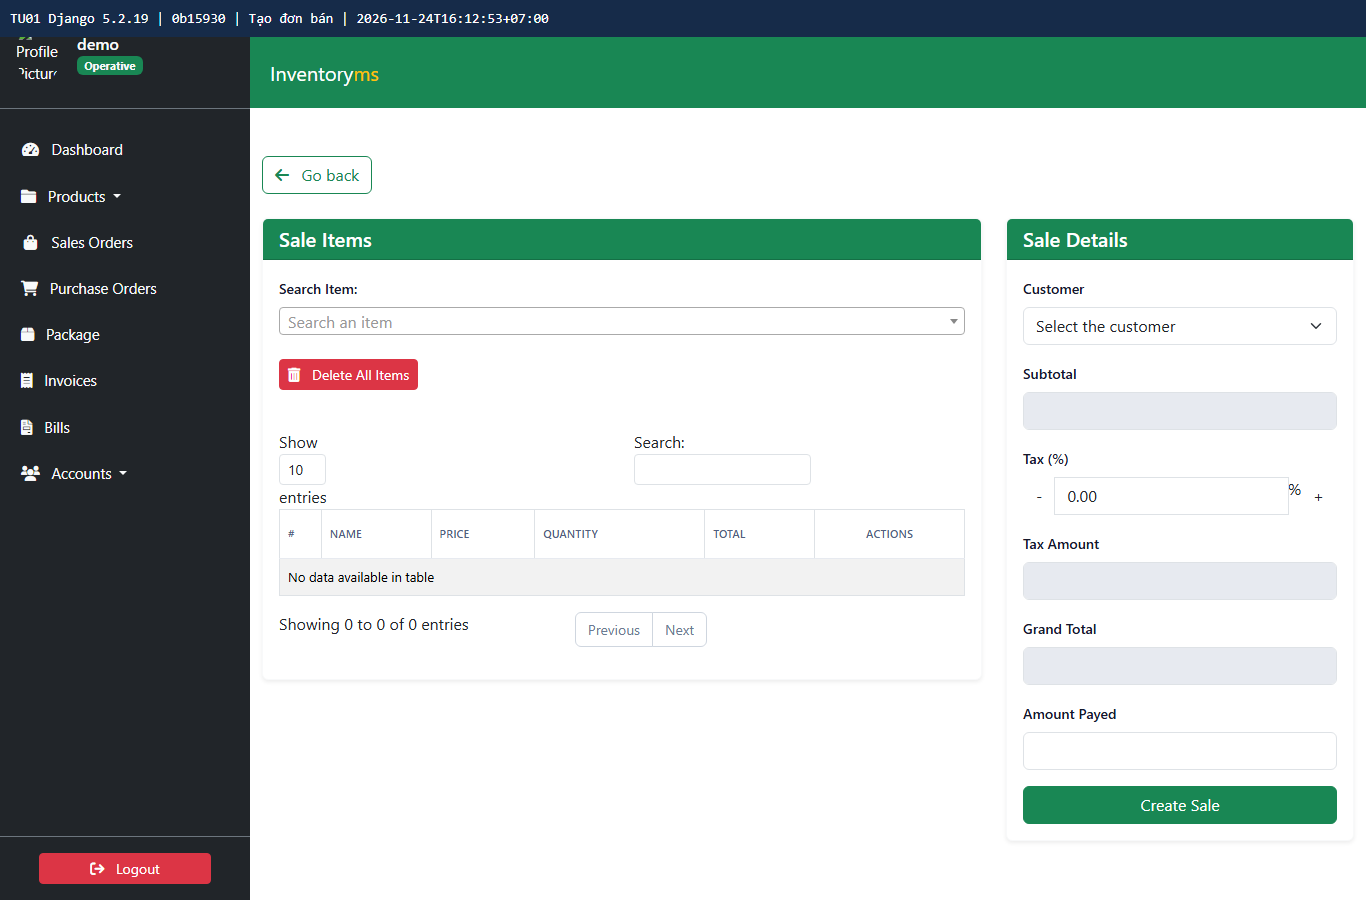 TU01 Django 5.2.19 | 0b15930 | Tạo đơn bán | 2026-11-24T16:12:53+07:00
Profile
demo
Operative
Inventoryms
Dashboard
Products
Sales Orders
Purchase Orders
Package
Invoices
Bills
Accounts
Logout
Go back
Sale Items
Search Item:
Search an item
Delete All Items
Show
10
entries
Search:
# NAME PRICE QUANTITY TOTAL ACTIONS
No data available in table
Showing 0 to 0 of 0 entries
Previous Next
Sale Details
Customer
Select the customer
Subtotal
Tax (%)
- 0.00 % +
Tax Amount
Grand Total
Amount Payed
Create Sale